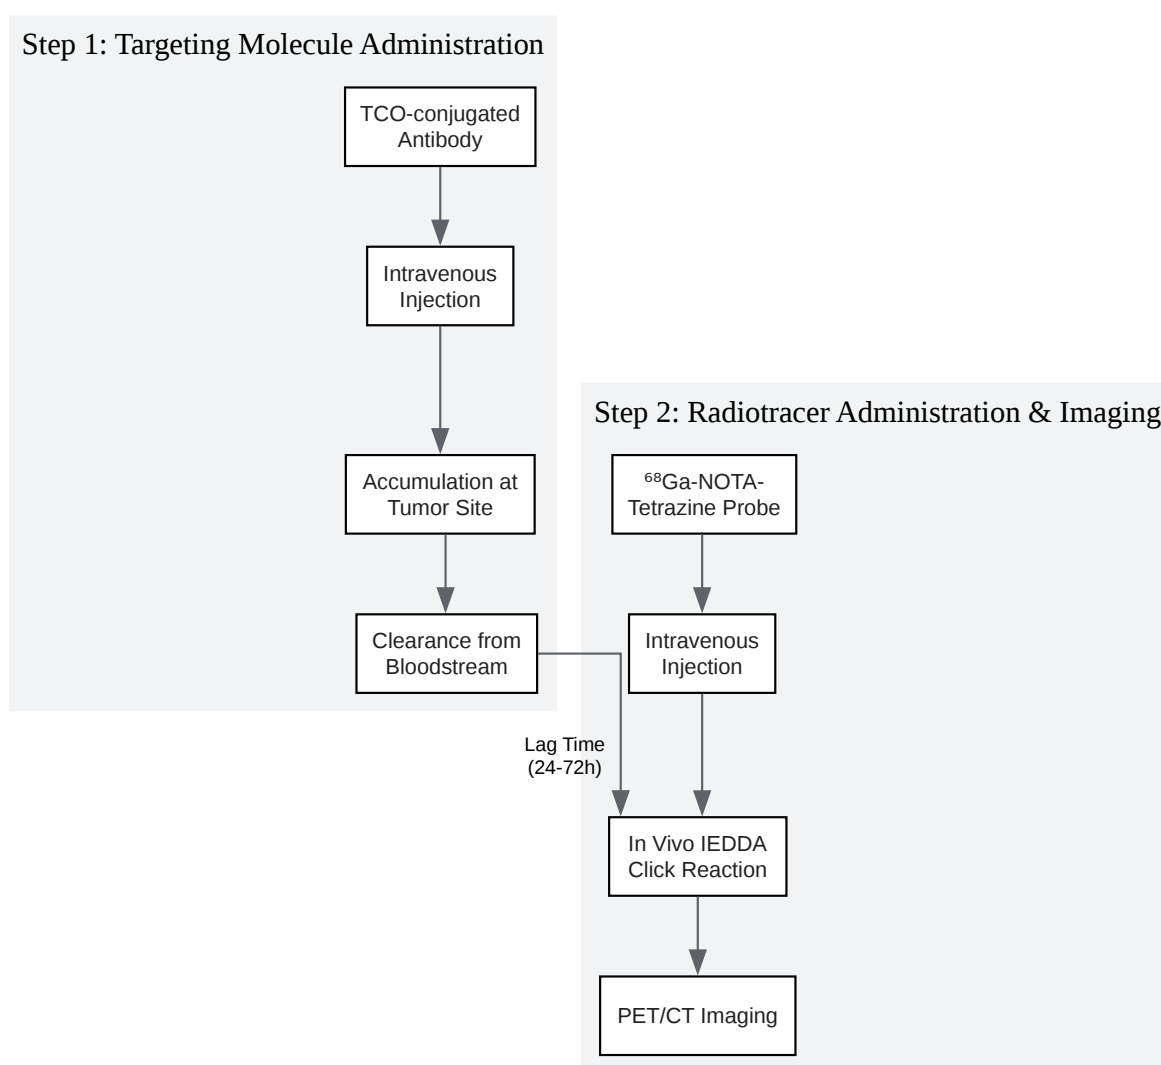 Step 1: Targeting Molecule Administration
TCO-conjugated
Antibody
Intravenous
Injection
Accumulation at
Tumor Site
Clearance from
Bloodstream
Lag Time
(24-72h)
Step 2: Radiotracer Administration & Imaging
⁶⁸Ga-NOTA-
Tetrazine Probe
Intravenous
Injection
In Vivo IEDDA
Click Reaction
PET/CT Imaging